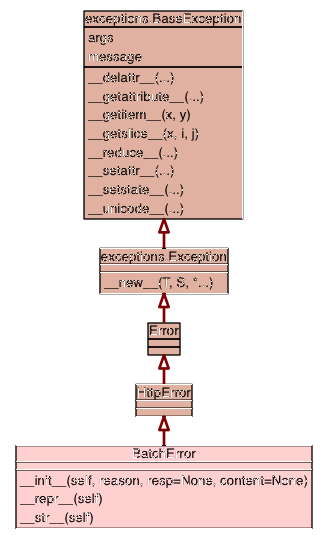 exceptions.BaseException
args
message
__delattr__(...)
__getattribute__(...)
__getitem__(x, y)
__getslice__(x, i, j)
__reduce__(...)
__setattr__(...)
__setstate__(...)
__unicode__(...)
exceptions.Exception
__new__(T, S, *...)
Error
HttpError
BatchError
__init__(self, reason, resp=None, content=None)
__repr__(self)
__str__(self)